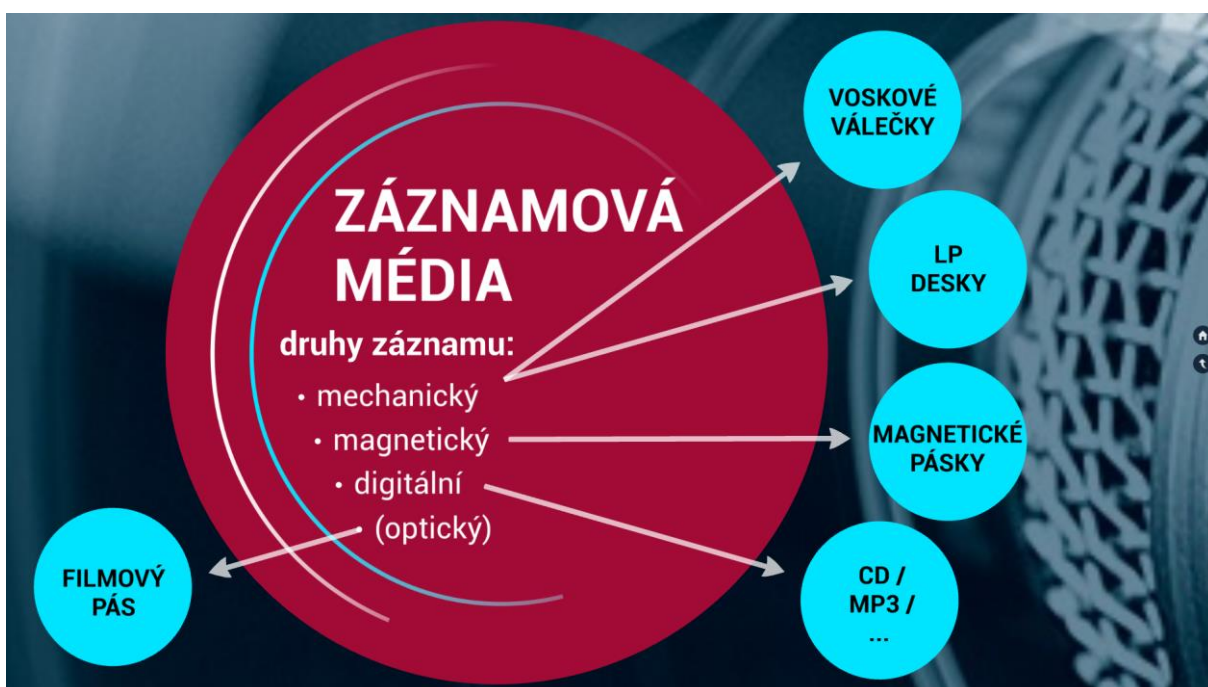 ZÁZNAMOVÁ
MÉDIA
druhy záznamu:
• mechanický
• magnetický
• digitální
• (optický)
VOSKOVÉ
VÁLEČKY
LP
DESKY
MAGNETICKÉ
PÁSKY
CD /
MP3 /
...
FILMOVÝ
PÁS